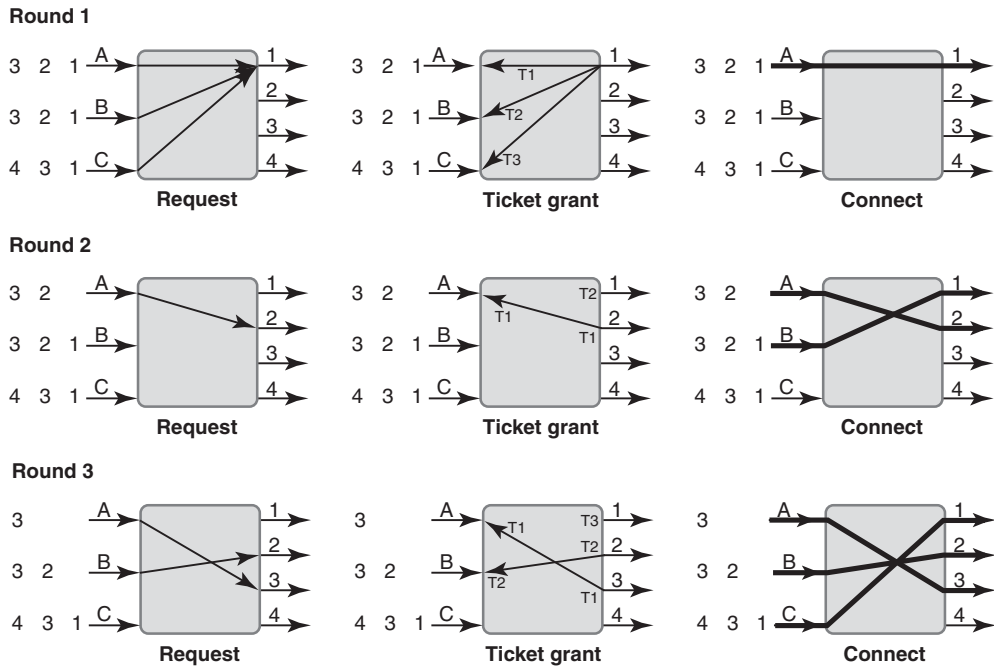 Round 1
A 1 A 1 A 1
3 2 1 3 2 1 T1 3 2 1
2 2 2
B B B
3 2 1 3 2 1 T2 3 2 1
3 3 3
C 4 C T3 4 C 4
4 3 1 4 3 1 4 3 1
Request Ticket grant Connect
Round 2
A 1 A 1 A 1
3 2 3 2 T2 3 2
2 T1 2 2
B B T1 B
3 2 1 3 2 1 3 2 1
3 3 3
C 4 C 4 C 4
4 3 1 4 3 1 4 3 1
Request Ticket grant Connect
Round 3
A 1 A 1 A 1
3 3 T1 T3 3
2 T2 2 2
B B B
3 2 3 2 T2 3 2
3 3 3
T1
C 4 C 4 C 4
4 3 1 4 3 1 4 3 1
Request Ticket grant Connect